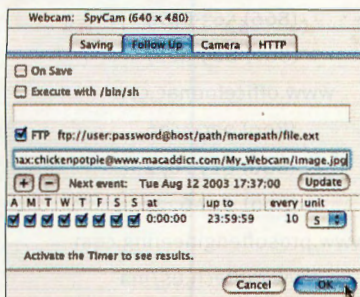 Webcam: SpyCam (640 x 480)
Saving Follow Up Camera HTTP
On Save
Execute with /bin/sh
FTP ftp://user:password@host/path/morepath/file.ext
max:chickenpotpie@www.macaddict.com/My_Webcam/image.jpg
+ - Next event: Tue Aug 12 2003 17:37:00 Update
A M T W T F S S at up to every unit
0:00:00 23:59:59 10 S
Activate the Timer to see results.
Cancel OK